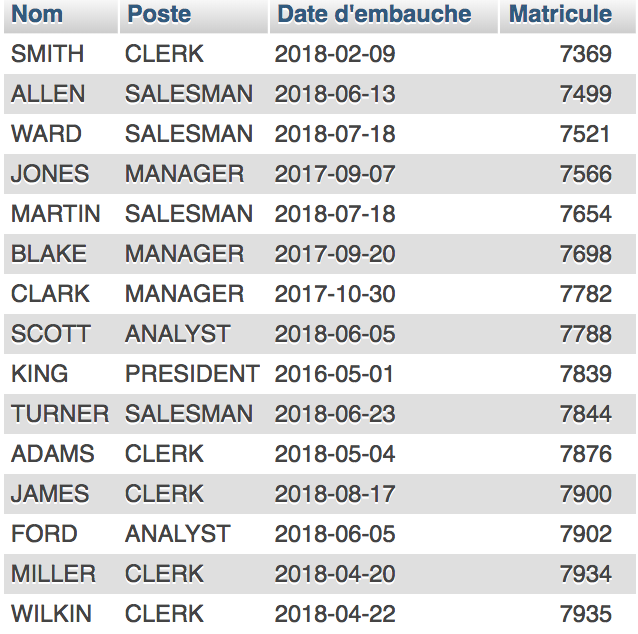 Nom Poste Date d'embauche Matricule
SMITH CLERK 2018-02-09 7369
ALLEN SALESMAN 2018-06-13 7499
WARD SALESMAN 2018-07-18 7521
JONES MANAGER 2017-09-07 7566
MARTIN SALESMAN 2018-07-18 7654
BLAKE MANAGER 2017-09-20 7698
CLARK MANAGER 2017-10-30 7782
SCOTT ANALYST 2018-06-05 7788
KING PRESIDENT 2016-05-01 7839
TURNER SALESMAN 2018-06-23 7844
ADAMS CLERK 2018-05-04 7876
JAMES CLERK 2018-08-17 7900
FORD ANALYST 2018-06-05 7902
MILLER CLERK 2018-04-20 7934
WILKIN CLERK 2018-04-22 7935